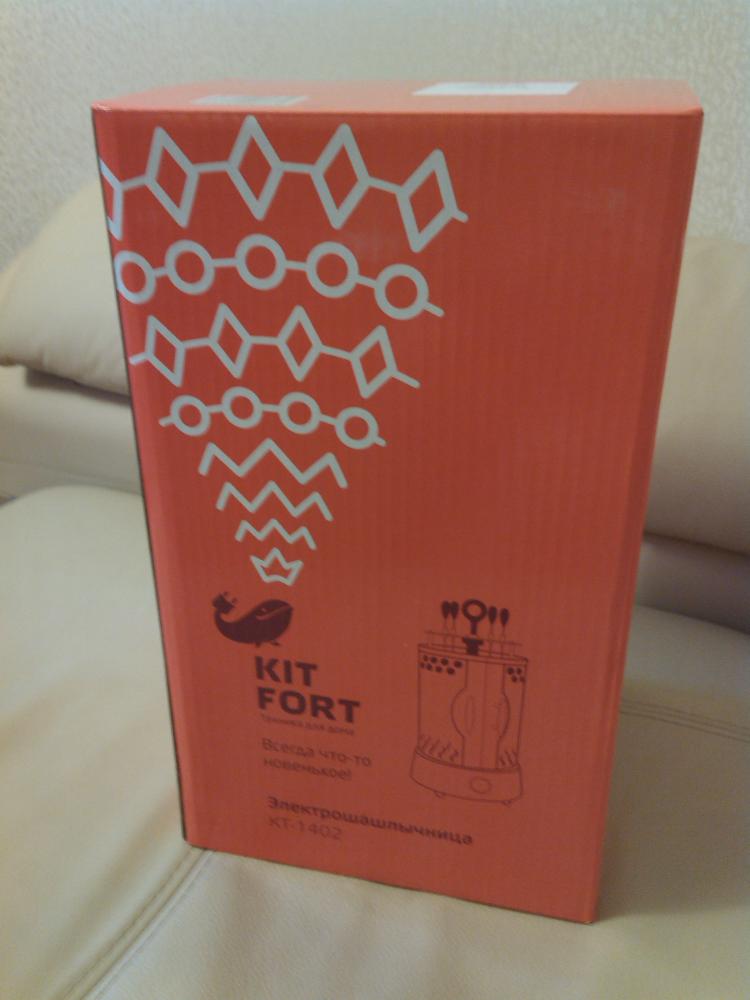 KIT
FORT
Техника для дома
Всегда что-то
новенькое!
Электрошашлычница
КТ-1402